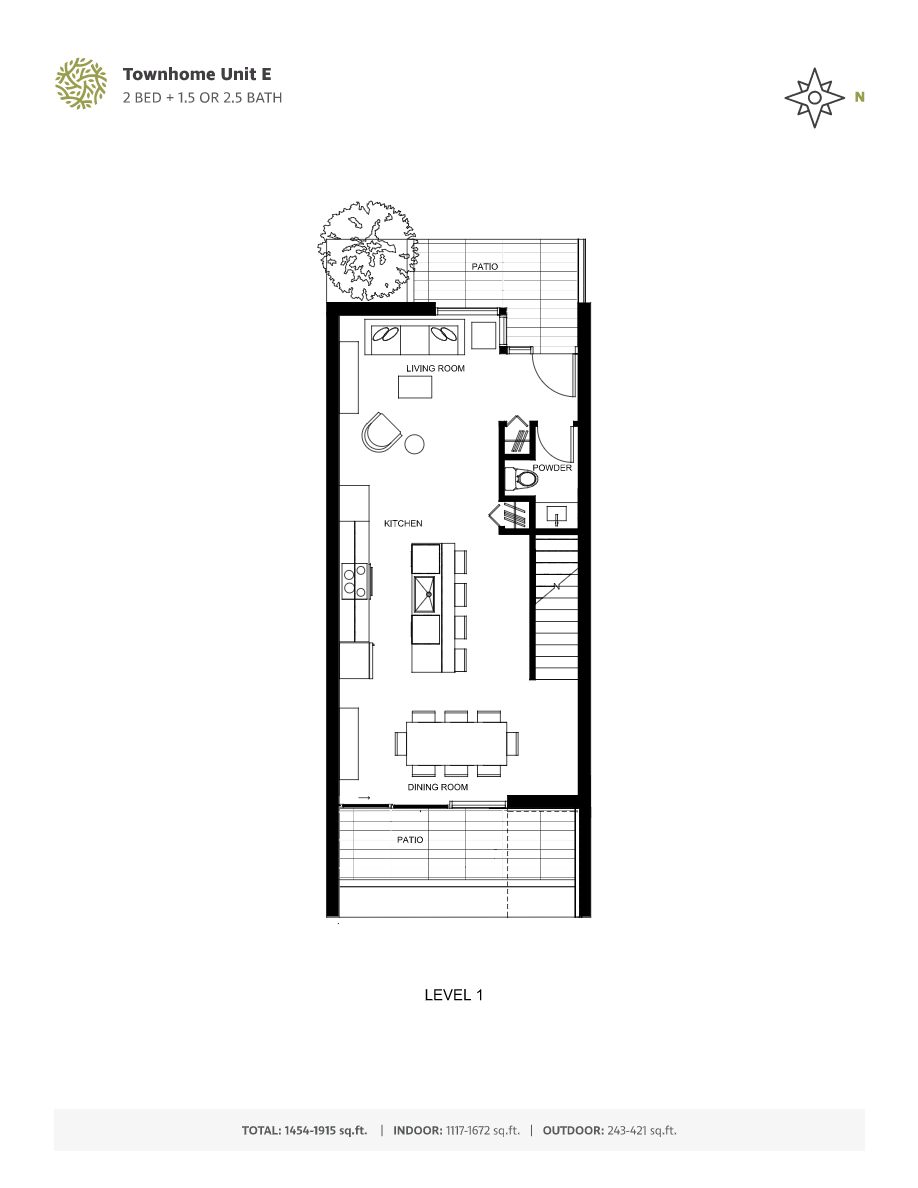 Townhome Unit E
2 BED + 1.5 OR 2.5 BATH
N
PATIO
LIVING ROOM
POWDER
KITCHEN
DINING ROOM
PATIO
LEVEL 1
TOTAL: 1454-1915 sq.ft. | INDOOR: 1117-1672 sq.ft. | OUTDOOR: 243-421 sq.ft.